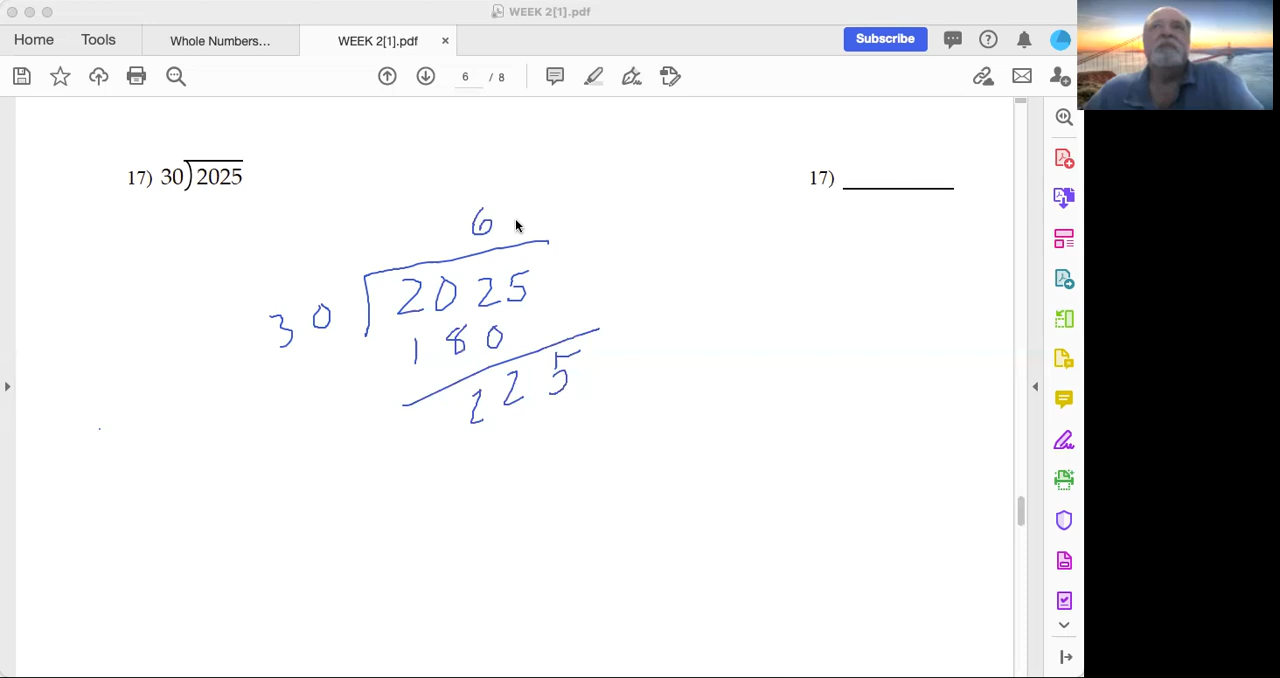 WEEK 2[1].pdf
Home Tools Whole Numbers... WEEK 2[1].pdf × Subscribe
6 / 8
17) 30)2025 17) ________
6
30 2025
180
225